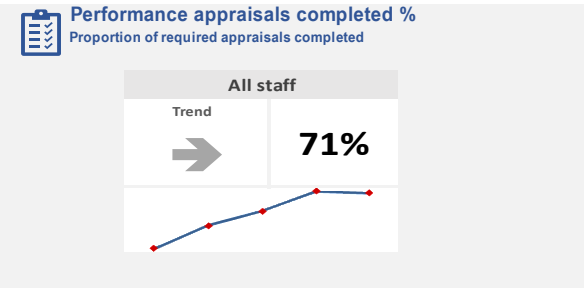 Performance appraisals completed %
Proportion of required appraisals completed
All staff
Trend
71%